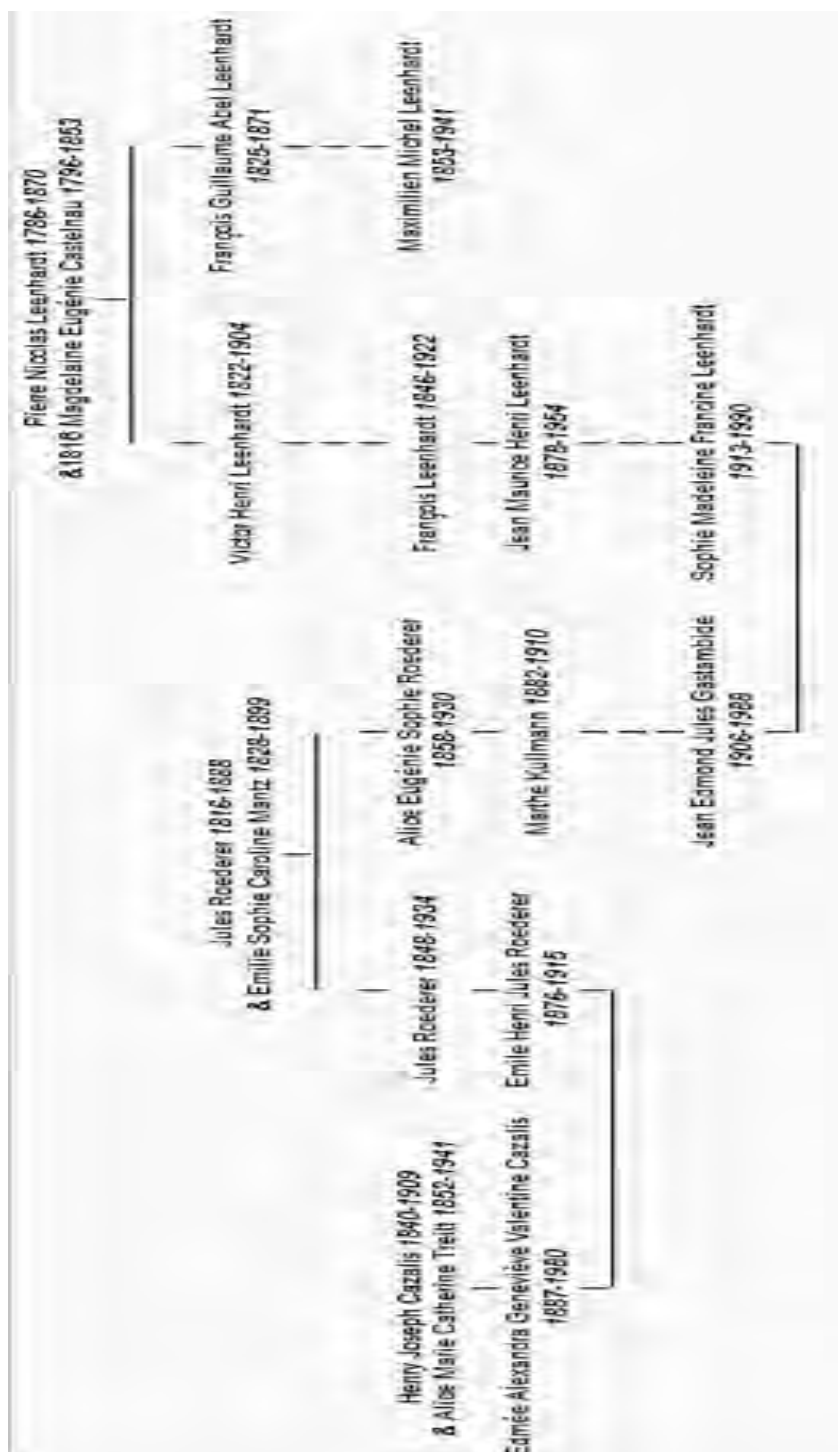 Pierre Nicolas Leenhardt 1786-1870
&1816 Magdelaine Eugénie Castelnau 1796-1853
Jules Roederer 1816-1888
& Emilie Sophie Caroline Mantz 1828-1899
Victor Henri Leenhardt 1822-1904
François Guillaume Abel Leenhardt
1825-1871
Henry Joseph Cazalis 1840-1909
& Alice Marie Catherine Treitt 1852-1941
Jules Roederer 1848-1934
Alice Eugénie Sophie Roederer
1858-1930
François Leenhardt 1846-1922
Maximilien Michel Leenhardt
1853-1941
Edmée Alexandra Geneviève Valentine Cazalis
1887-1980
Emile Henri Jules Roederer
1876-1915
Marthe Kullmann 1882-1910
Jean Maurice Henri Leenhardt
1878-1954
Jean Edmond Jules Gastambide
1906-1988
Sophie Madeleine Francine Leenhardt
1913-1990